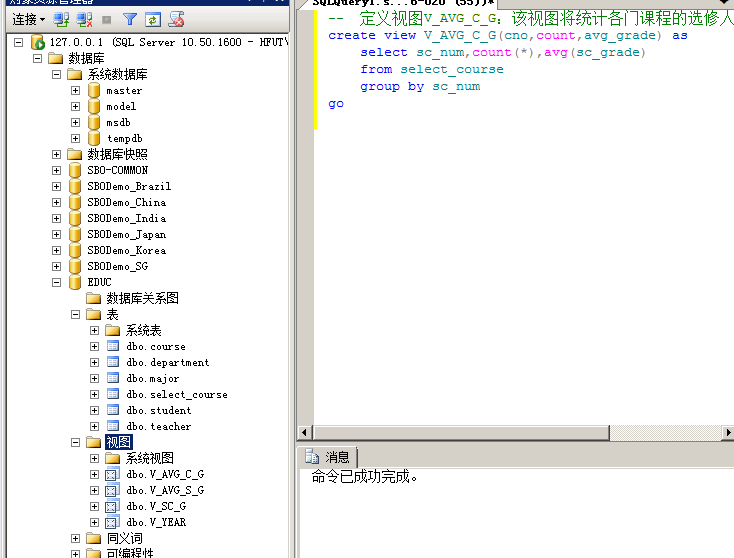 连接
127.0.0.1 (SQL Server 10.50.1600 - HFUT\
数据库
系统数据库
master
model
msdb
tempdb
数据库快照
SBO-COMMON
SBODemo_Brazil
SBODemo_China
SBODemo_India
SBODemo_Japan
SBODemo_Korea
SBODemo_SG
EDUC
数据库关系图
表
系统表
dbo.course
dbo.department
dbo.major
dbo.select_course
dbo.student
dbo.teacher
视图
系统视图
dbo.V_AVG_C_G
dbo.V_AVG_S_G
dbo.V_SC_G
dbo.V_YEAR
同义词
可编程性
-- 定义视图V_AVG_C_G：该视图将统计各门课程的选修人
create view V_AVG_C_G(cno,count,avg_grade) as
select sc_num,count(*),avg(sc_grade)
from select_course
group by sc_num
go
消息
命令已成功完成。